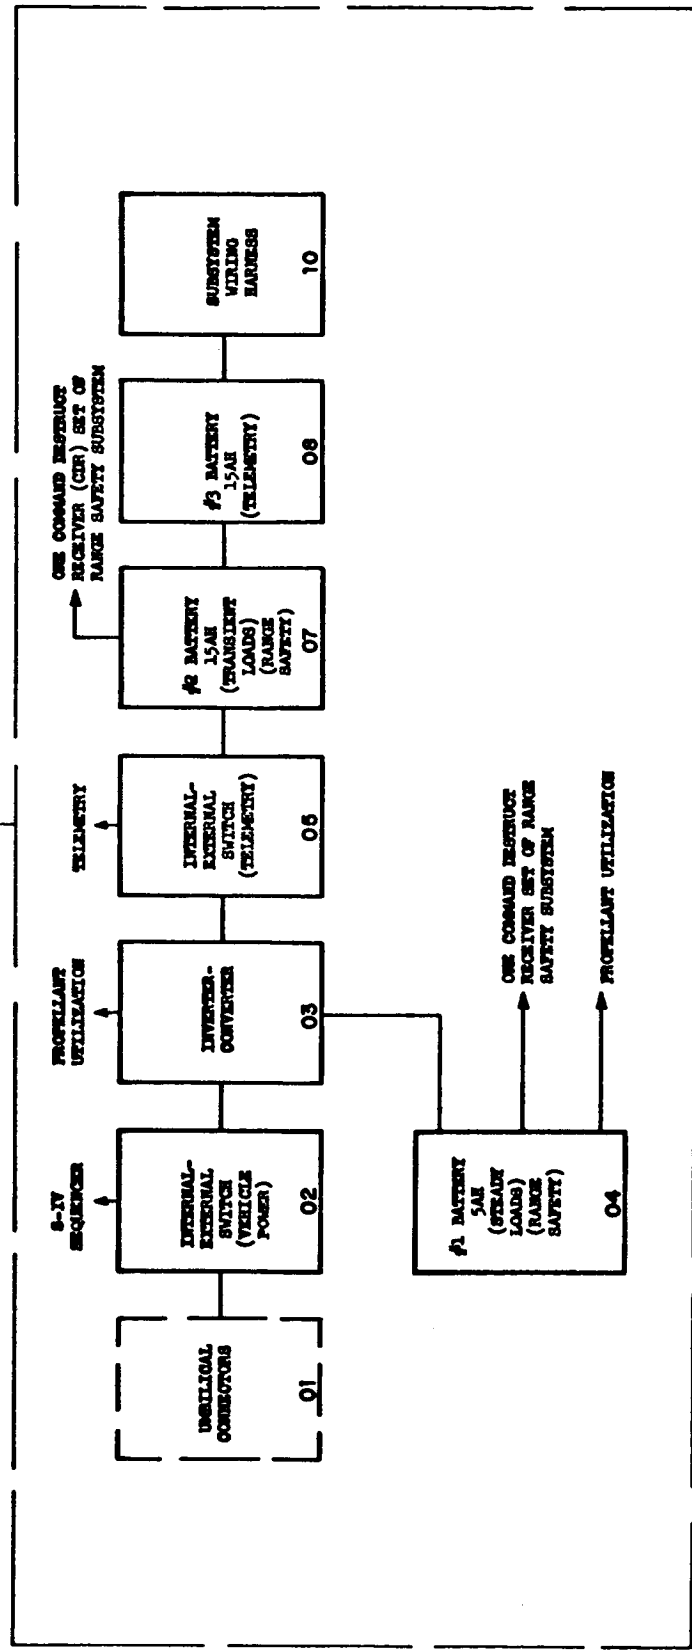 S-IV
SEQUENCER
PROPELLANT
UTILIZATION
TELEMETRY
ONE COMMAND DESTRUCT
RECEIVER (CDR) SET OF
RANGE SAFETY SUBSYSTEM
UMBILICAL
CONNECTORS
01
INTERNAL-
EXTERNAL
SWITCH
(VEHICLE
POWER)
02
INVERTER-
CONVERTER
03
INTERNAL-
EXTERNAL
SWITCH
(TELEMETRY)
06
#2 BATTERY
15AH
(TRANSIENT
LOADS)
(RANGE
SAFETY)
07
#3 BATTERY
15AH
(TELEMETRY)
08
SUBSYSTEM
WIRING
HARNESS
10
#1 BATTERY
5AH
(STEADY
LOADS)
(RANGE
SAFETY)
04
ONE COMMAND DESTRUCT
RECEIVER SET OF RANGE
SAFETY SUBSYSTEM
PROPELLANT UTILIZATION